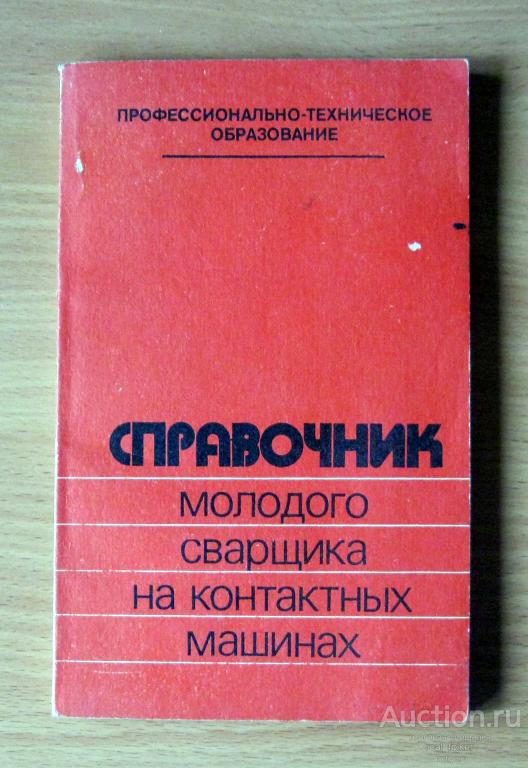 ПРОФЕССИОНАЛЬНО-ТЕХНИЧЕСКОЕ
ОБРАЗОВАНИЕ
СПРАВОЧНИК
МОЛОДОГО
СВАРЩИКА
НА КОНТАКТНЫХ
МАШИНАХ
Auction.ru